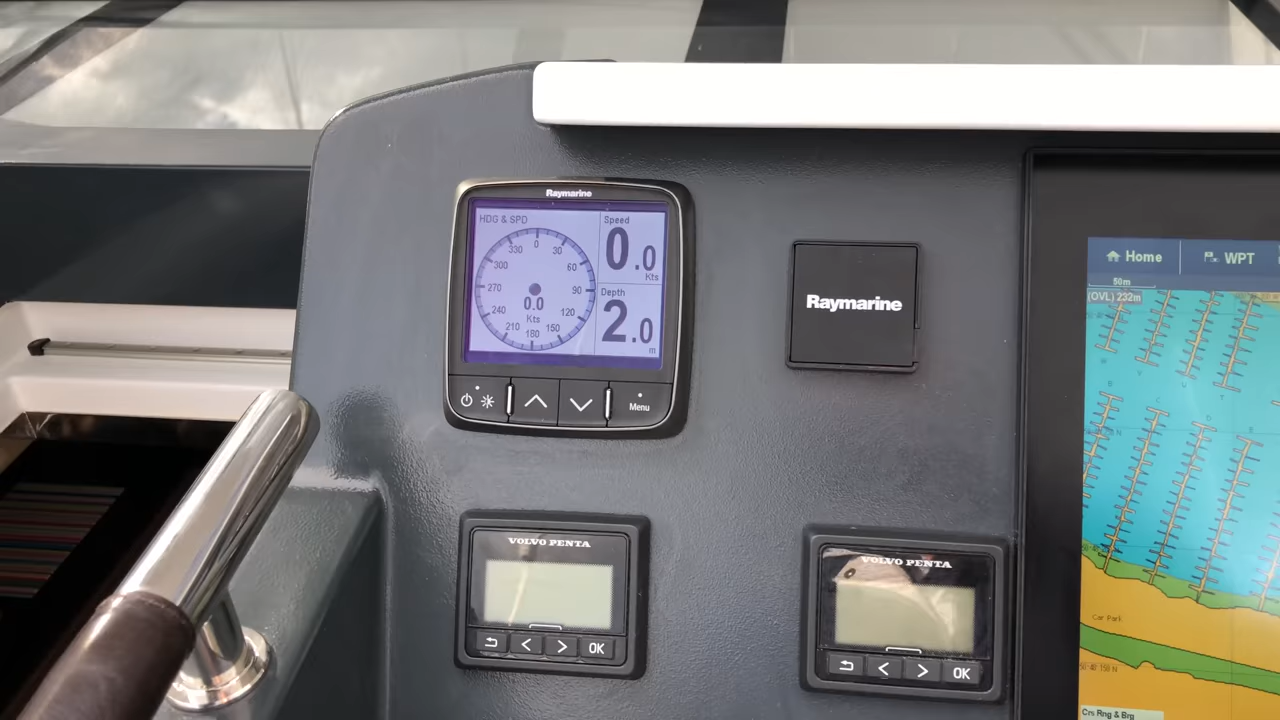 Raymarine
HDG & SPD
0
30
60
90
120
150
180
210
240
270
300
330
0.0
Kts
Speed
0.0
Kts
Depth
2.0
m
Menu
Raymarine
VOLVO PENTA
OK
VOLVO PENTA
OK
Home
WPT
50m
(OVL) 232m
Car Park
Crs Rng & Brg